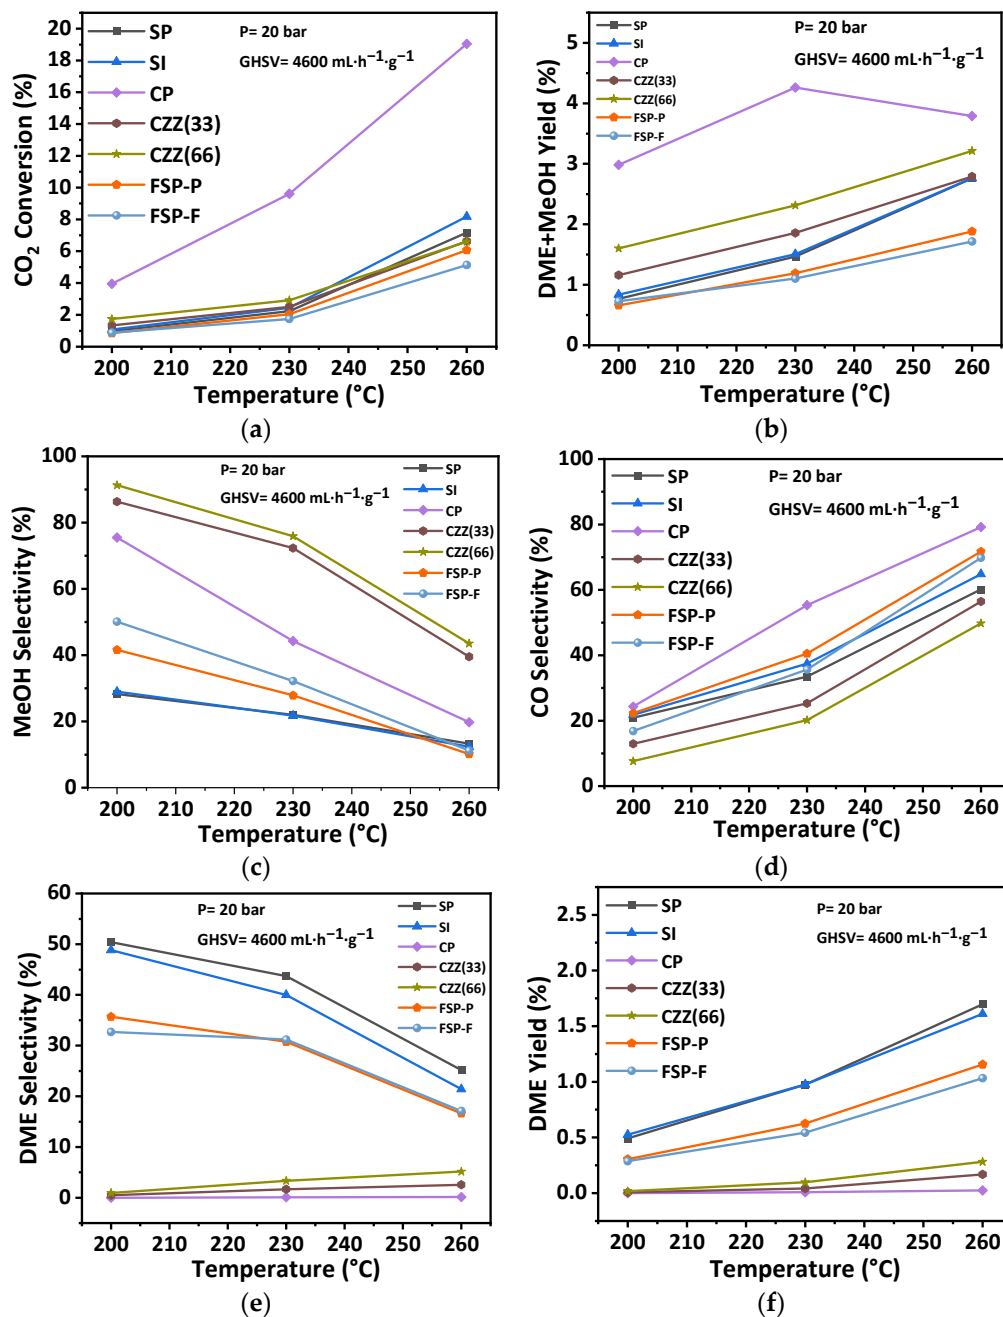 CO2 Conversion (%)
20
18
16
14
12
10
8
6
4
2
0
SP
SI
CP
CZZ(33)
CZZ(66)
FSP-P
FSP-F
P= 20 bar
GHSV= 4600 mL·h−1·g−1
200 210 220 230 240 250 260
Temperature (°C)
(a)
DME+MeOH Yield (%)
5
4
3
2
1
0
SP
SI
CP
CZZ(33)
CZZ(66)
FSP-P
FSP-F
P= 20 bar
GHSV= 4600 mL·h−1·g−1
200 210 220 230 240 250 260
Temperature (°C)
(b)
MeOH Selectivity (%)
100
80
60
40
20
0
P= 20 bar
GHSV= 4600 mL·h−1·g−1
SP
SI
CP
CZZ(33)
CZZ(66)
FSP-P
FSP-F
200 210 220 230 240 250 260
Temperature (°C)
(c)
CO Selectivity (%)
100
80
60
40
20
0
SP
SI
CP
CZZ(33)
CZZ(66)
FSP-P
FSP-F
P= 20 bar
GHSV= 4600 mL·h−1·g−1
200 210 220 230 240 250 260
Temperature (°C)
(d)
DME Selectivity (%)
60
50
40
30
20
10
0
P= 20 bar
GHSV= 4600 mL·h−1·g−1
SP
SI
CP
CZZ(33)
CZZ(66)
FSP-P
FSP-F
200 210 220 230 240 250 260
Temperature (°C)
(e)
DME Yield (%)
2.5
2.0
1.5
1.0
0.5
0.0
SP
SI
CP
CZZ(33)
CZZ(66)
FSP-P
FSP-F
P= 20 bar
GHSV= 4600 mL·h−1·g−1
200 210 220 230 240 250 260
Temperature (°C)
(f)